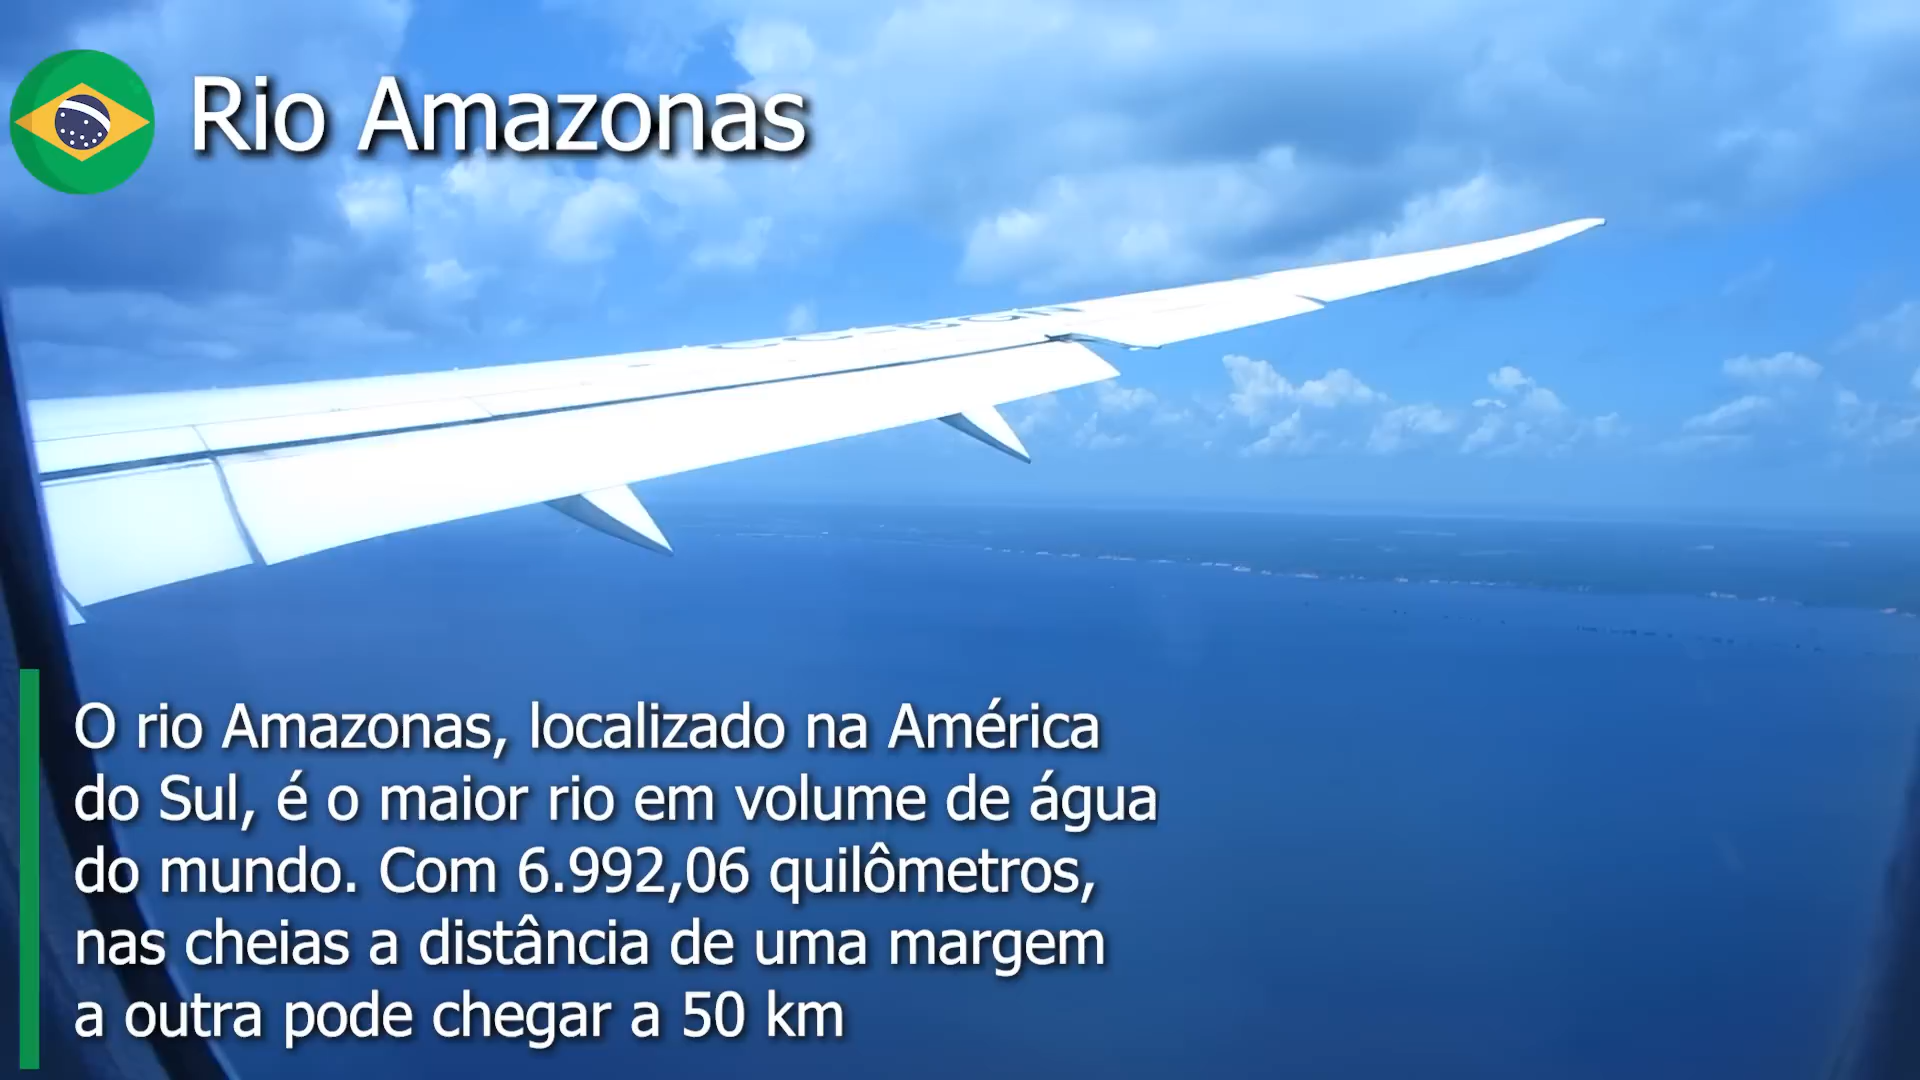 Rio Amazonas
O rio Amazonas, localizado na América
do Sul, é o maior rio em volume de água
do mundo. Com 6.992,06 quilômetros,
nas cheias a distância de uma margem
a outra pode chegar a 50 km